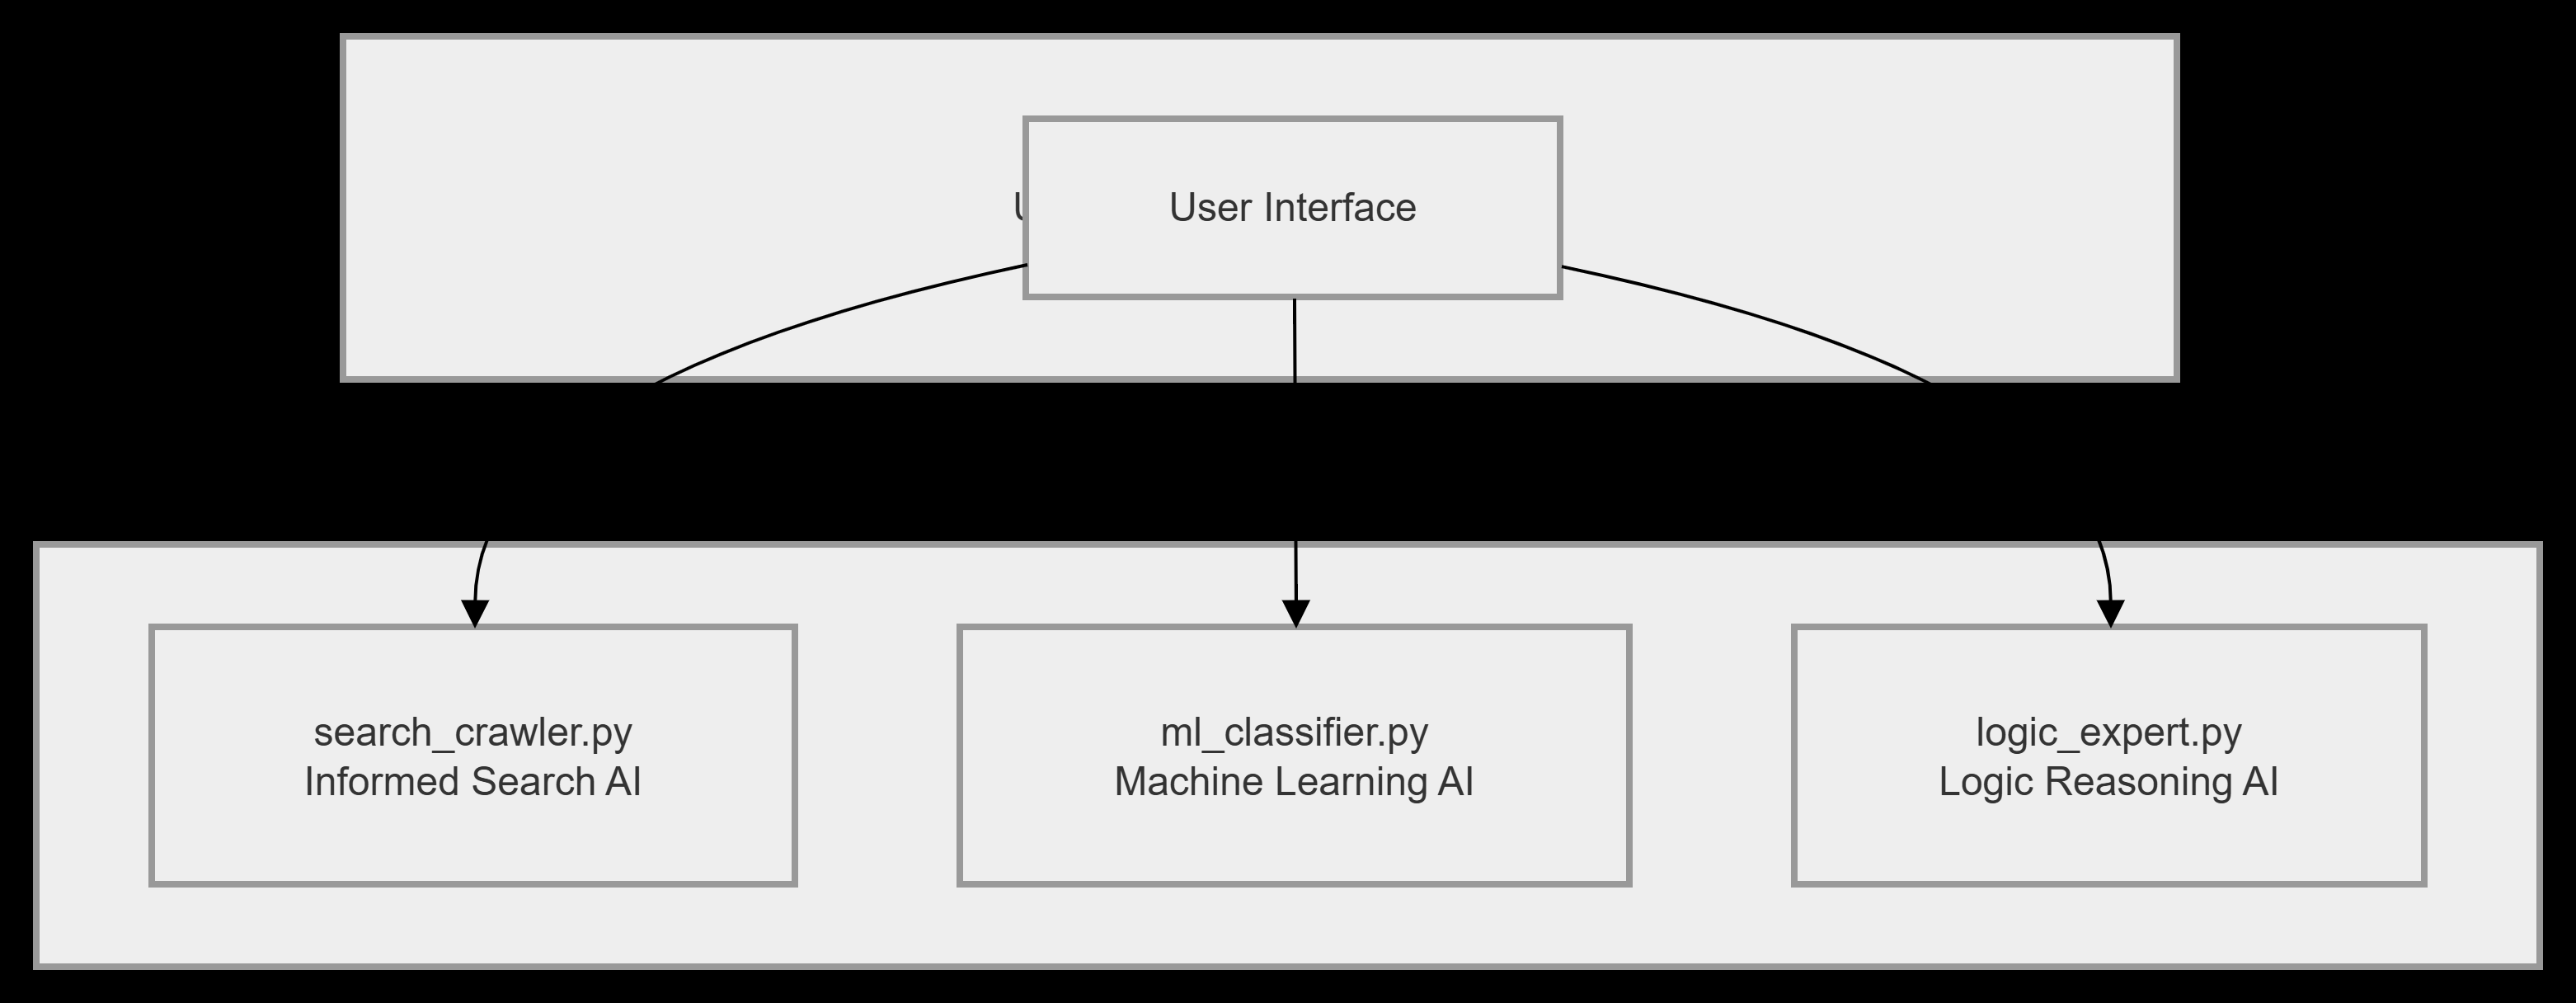 User Interface
search_crawler.py
Informed Search AI
ml_classifier.py
Machine Learning AI
logic_expert.py
Logic Reasoning AI